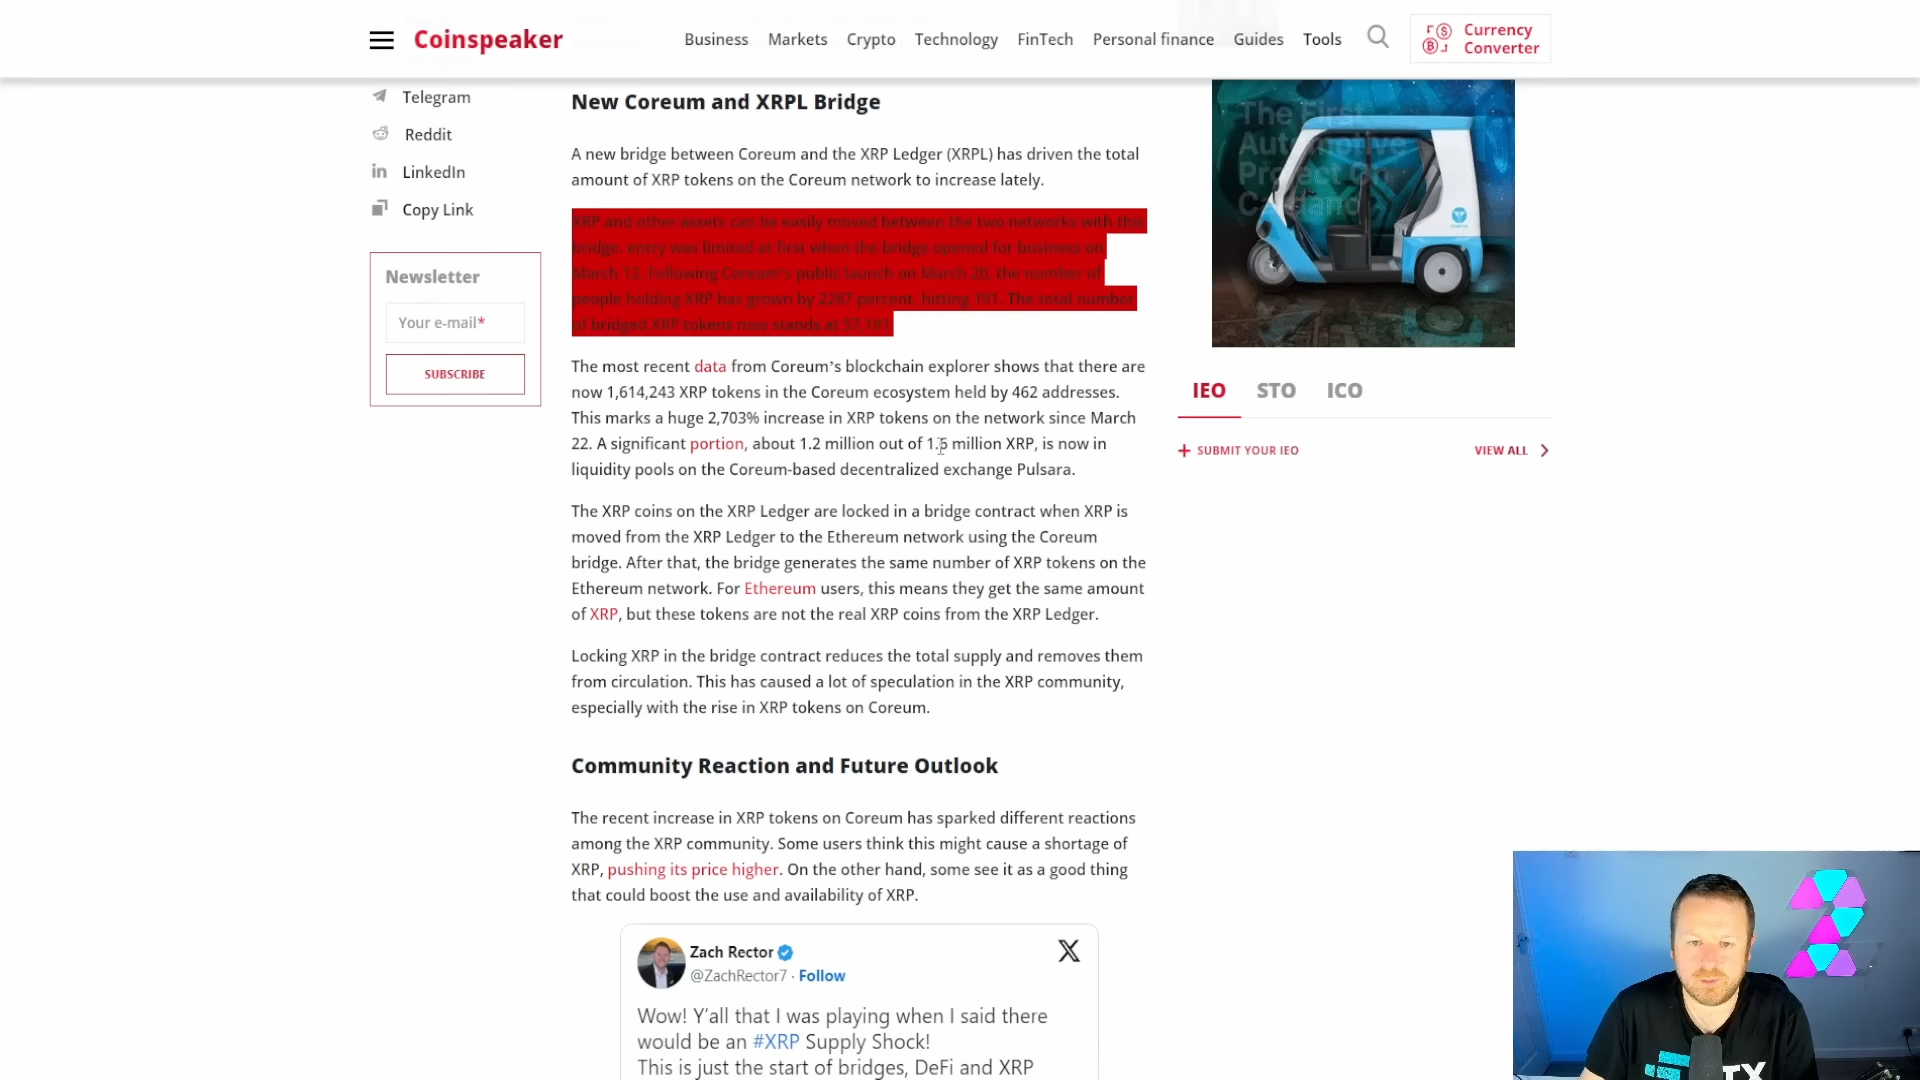 Coinspeaker
Business Markets Crypto Technology FinTech Personal finance Guides Tools
Currency
Converter
Telegram
Reddit
LinkedIn
Copy Link
Newsletter
Your e-mail*
SUBSCRIBE
New Coreum and XRPL Bridge
A new bridge between Coreum and the XRP Ledger (XRPL) has driven the total
amount of XRP tokens on the Coreum network to increase lately.
XRP and other assets can be easily moved between the two networks with this
bridge. entry was limited at first when the bridge opened for business on
March 12. Following Coreum's public launch on March 20, the number of
people holding XRP has grown by 2287 percent, hitting 191. The total number
of bridged XRP tokens now stands at 57,191.
The most recent data from Coreum's blockchain explorer shows that there are
now 1,614,243 XRP tokens in the Coreum ecosystem held by 462 addresses.
This marks a huge 2,703% increase in XRP tokens on the network since March
22. A significant portion, about 1.2 million out of 1.6 million XRP, is now in
liquidity pools on the Coreum-based decentralized exchange Pulsara.
The XRP coins on the XRP Ledger are locked in a bridge contract when XRP is
moved from the XRP Ledger to the Ethereum network using the Coreum
bridge. After that, the bridge generates the same number of XRP tokens on the
Ethereum network. For Ethereum users, this means they get the same amount
of XRP, but these tokens are not the real XRP coins from the XRP Ledger.
Locking XRP in the bridge contract reduces the total supply and removes them
from circulation. This has caused a lot of speculation in the XRP community,
especially with the rise in XRP tokens on Coreum.
Community Reaction and Future Outlook
The recent increase in XRP tokens on Coreum has sparked different reactions
among the XRP community. Some users think this might cause a shortage of
XRP, pushing its price higher. On the other hand, some see it as a good thing
that could boost the use and availability of XRP.
Zach Rector
@ZachRector7 · Follow
Wow! Y'all that I was playing when I said there
would be an #XRP Supply Shock!
This is just the start of bridges, DeFi and XRP
The First
Automotive
Project On
Cardano
IEO STO ICO
+ SUBMIT YOUR IEO
VIEW ALL
TX